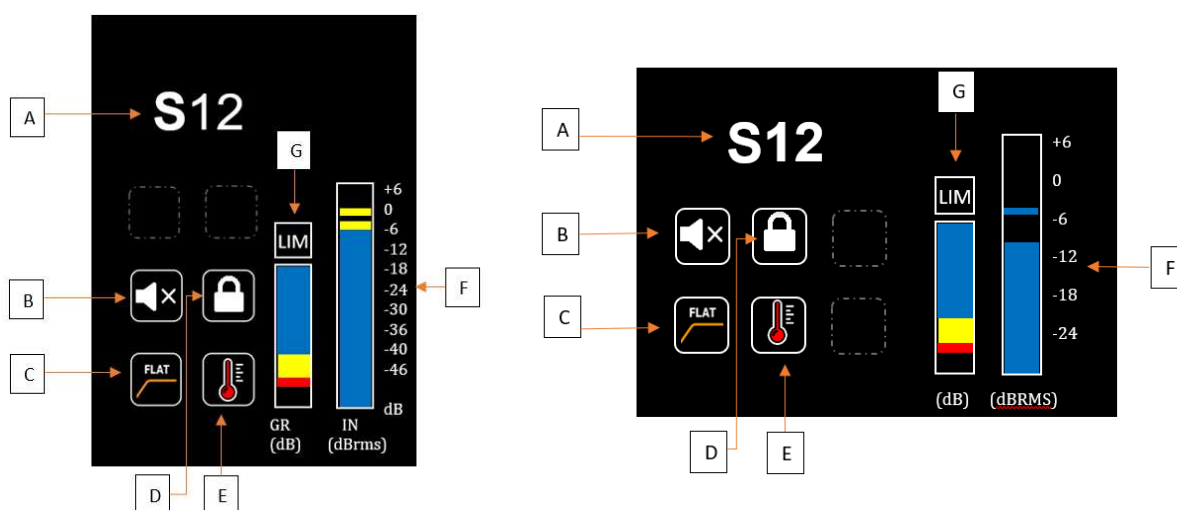 A
S12
G
LIM
+6
0
-6
-12
-18
-24
-30
-36
-40
-46
dB
F
B
D
C
FLAT
GR
(dB)
IN
(dBrms)
D
E
A
S12
G
LIM
+6
0
-6
-12
-18
-24
F
B
C
FLAT
(dB)
(dBRMS)
D
E